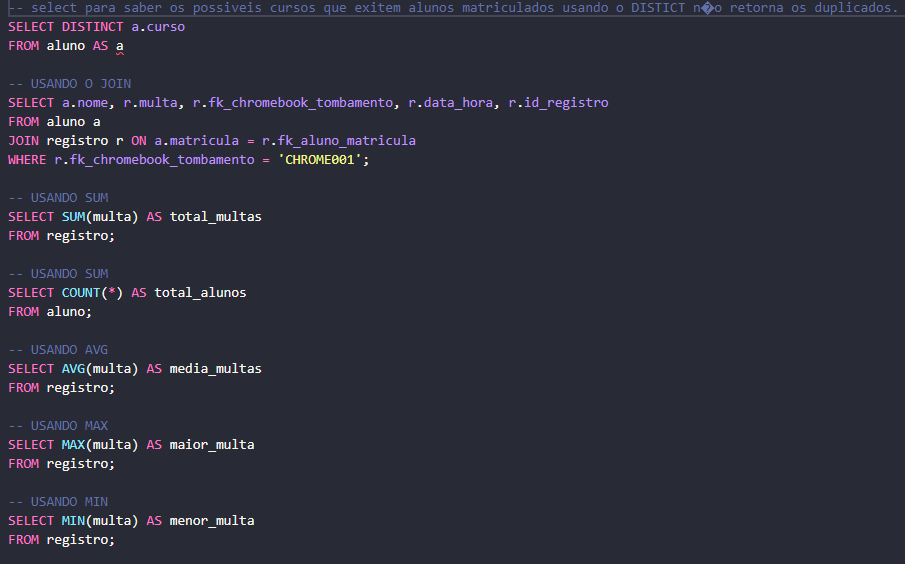 -- select para saber os possiveis cursos que exitem alunos matriculados usando o DISTICT n�o retorna os duplicados.
SELECT DISTINCT a.curso
FROM aluno AS a
-- USANDO O JOIN
SELECT a.nome, r.multa, r.fk_chromebook_tombamento, r.data_hora, r.id_registro
FROM aluno a
JOIN registro r ON a.matricula = r.fk_aluno_matricula
WHERE r.fk_chromebook_tombamento = 'CHROME001';
-- USANDO SUM
SELECT SUM(multa) AS total_multas
FROM registro;
-- USANDO SUM
SELECT COUNT(*) AS total_alunos
FROM aluno;
-- USANDO AVG
SELECT AVG(multa) AS media_multas
FROM registro;
-- USANDO MAX
SELECT MAX(multa) AS maior_multa
FROM registro;
-- USANDO MIN
SELECT MIN(multa) AS menor_multa
FROM registro;